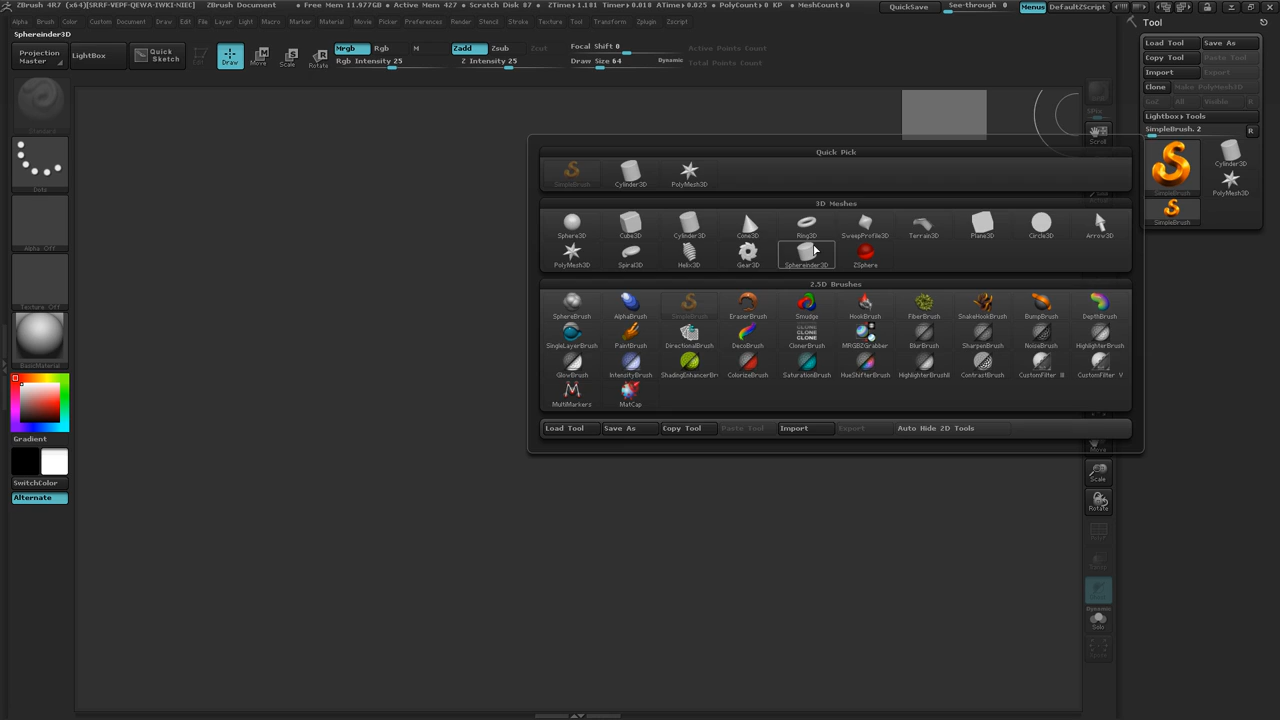 ZBrush 4R7 (x64)[SRRF-VEPF-QEWA-IWKI-NIEC] ZBrush Document • Free Mem 11.977GB • Active Mem 427 • Scratch Disk 87 • ZTime▸1.181 Timer▸0.018 ATime▸0.025 • PolyCount▸0 KP • MeshCount▸0 QuickSave See-through 0 Menus DefaultZScript
Alpha Brush Color Custom Document Draw Edit File Layer Light Macro Marker Material Movie Picker Preferences Render Stencil Stroke Texture Tool Transform Zplugin Zscript
Tool
Sphereinder3D
Projection Master LightBox Quick Sketch Edit Draw Move Scale Rotate
Mrgb Rgb M Zadd Zsub Zcut
Rgb Intensity 25 Z Intensity 25
Focal Shift 0
Draw Size 64 Dynamic
Active Points Count
Total Points Count
Load Tool Save As
Copy Tool Paste Tool
Import Export
Clone Make PolyMesh3D
GoZ All Visible R
Lightbox▸Tools
SimpleBrush. 2 R
SimpleBrush Cylinder3D
PolyMesh3D
SimpleBrush
Standard
Dots
Alpha Off
Texture Off
BasicMaterial
Gradient
SwitchColor
Alternate
Quick Pick
SimpleBrush Cylinder3D PolyMesh3D
3D Meshes
Sphere3D Cube3D Cylinder3D Cone3D Ring3D SweepProfile3D Terrain3D Plane3D Circle3D Arrow3D
PolyMesh3D Spiral3D Helix3D Gear3D Sphereinder3D ZSphere
2.5D Brushes
SphereBrush AlphaBrush SimpleBrush EraserBrush Smudge HookBrush FiberBrush SnakeHookBrush BumpBrush DepthBrush
SingleLayerBrush PaintBrush DirectionalBrush DecoBrush CLONE CLONE CLONE ClonerBrush MRGBZGrabber BlurBrush SharpenBrush NoiseBrush HighlighterBrush
GlowBrush IntensityBrush ShadingEnhancerBr ColorizeBrush SaturationBrush HueShifterBrush HighlighterBrushII ContrastBrush CustomFilter
MultiMarkers MatCap
Load Tool Save As Copy Tool Paste Tool Import Export Auto Hide 2D Tools
SPix
Scroll
Move
Scale
Rotate
Dynamic
Solo